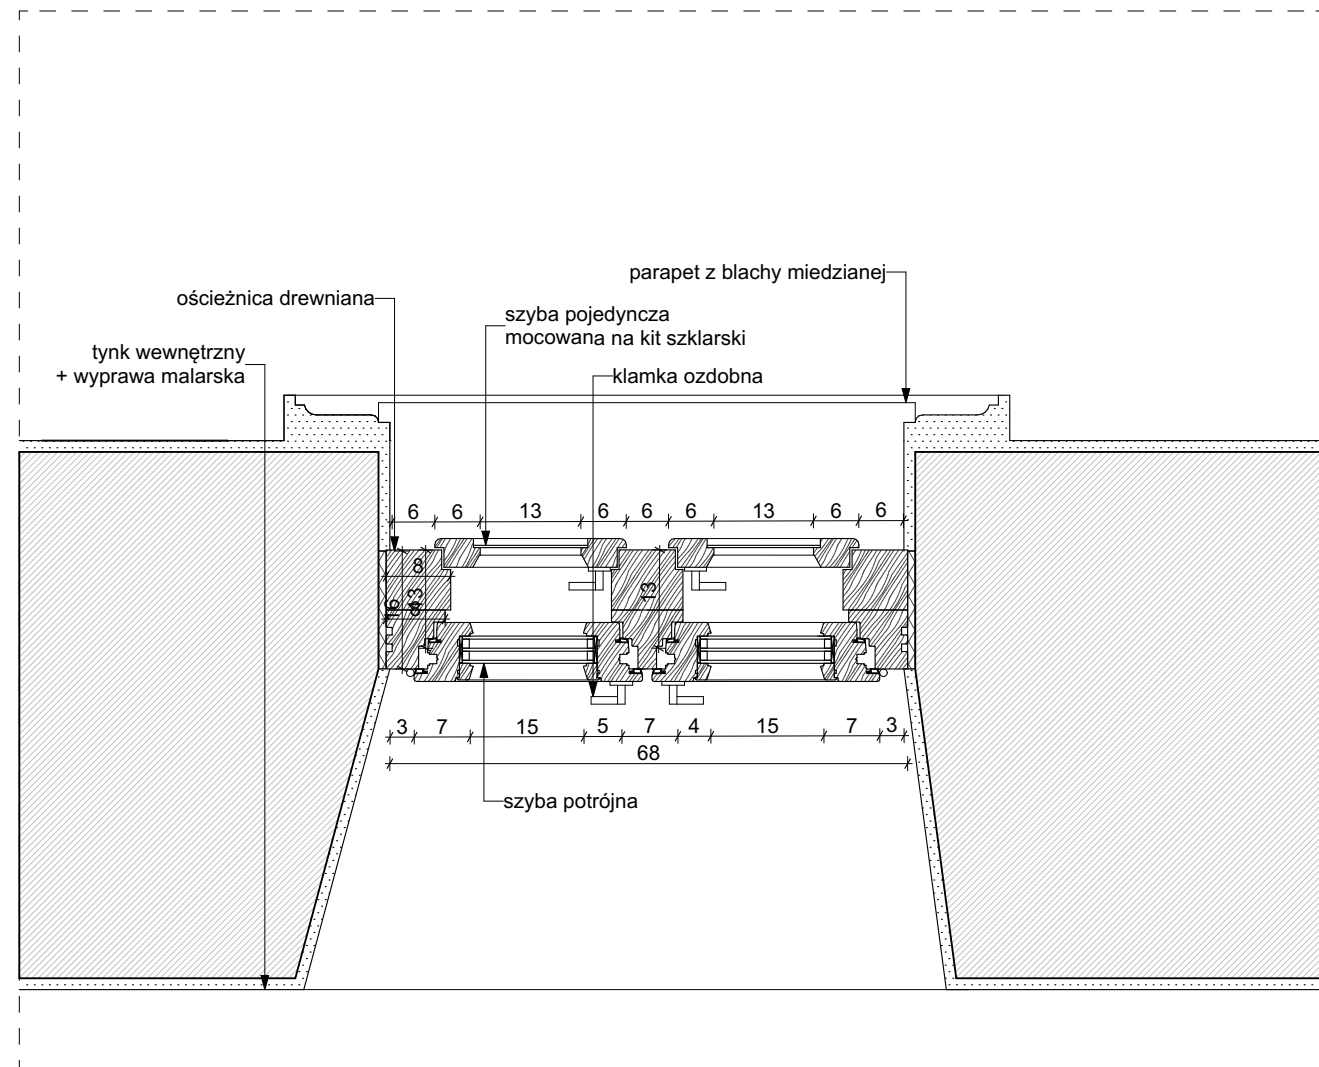 parapet z blachy miedzianej
ościeżnica drewniana
szyba pojedyncza
mocowana na kit szklarski
tynk wewnętrzny
+ wyprawa malarska
klamka ozdobna
6 6 13 6 6 6 13 6 6
8
16 13
13
3 7 15 5 7 4 15 7 3
68
szyba potrójna